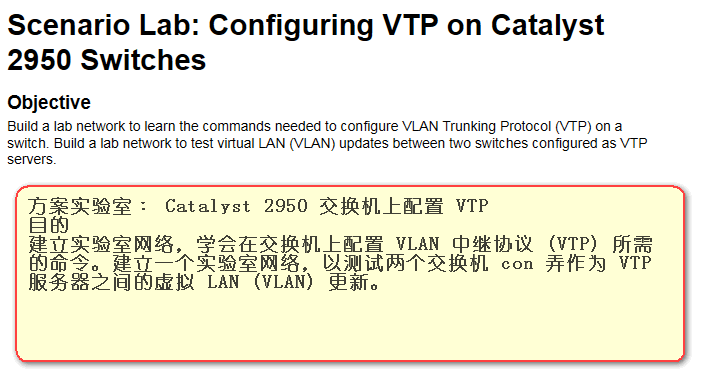 Scenario Lab: Configuring VTP on Catalyst
2950 Switches
Objective
Build a lab network to learn the commands needed to configure VLAN Trunking Protocol (VTP) on a
switch. Build a lab network to test virtual LAN (VLAN) updates between two switches configured as VTP
servers.
方案实验室： Catalyst 2950 交换机上配置 VTP
目的
建立实验室网络，学会在交换机上配置 VLAN 中继协议 (VTP) 所需
的命令。建立一个实验室网络，以测试两个交换机 con 弄作为 VTP
服务器之间的虚拟 LAN (VLAN) 更新。